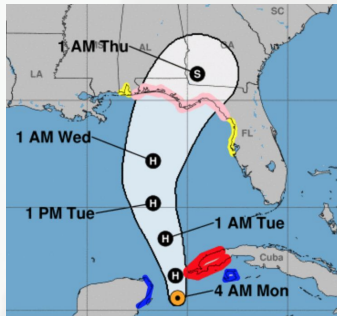 SC
AL
GA
1 AM Thu
S
LA
1 AM Wed
H
FL
1 PM Tue
H
H
1 AM Tue
H
Cuba
4 AM Mon